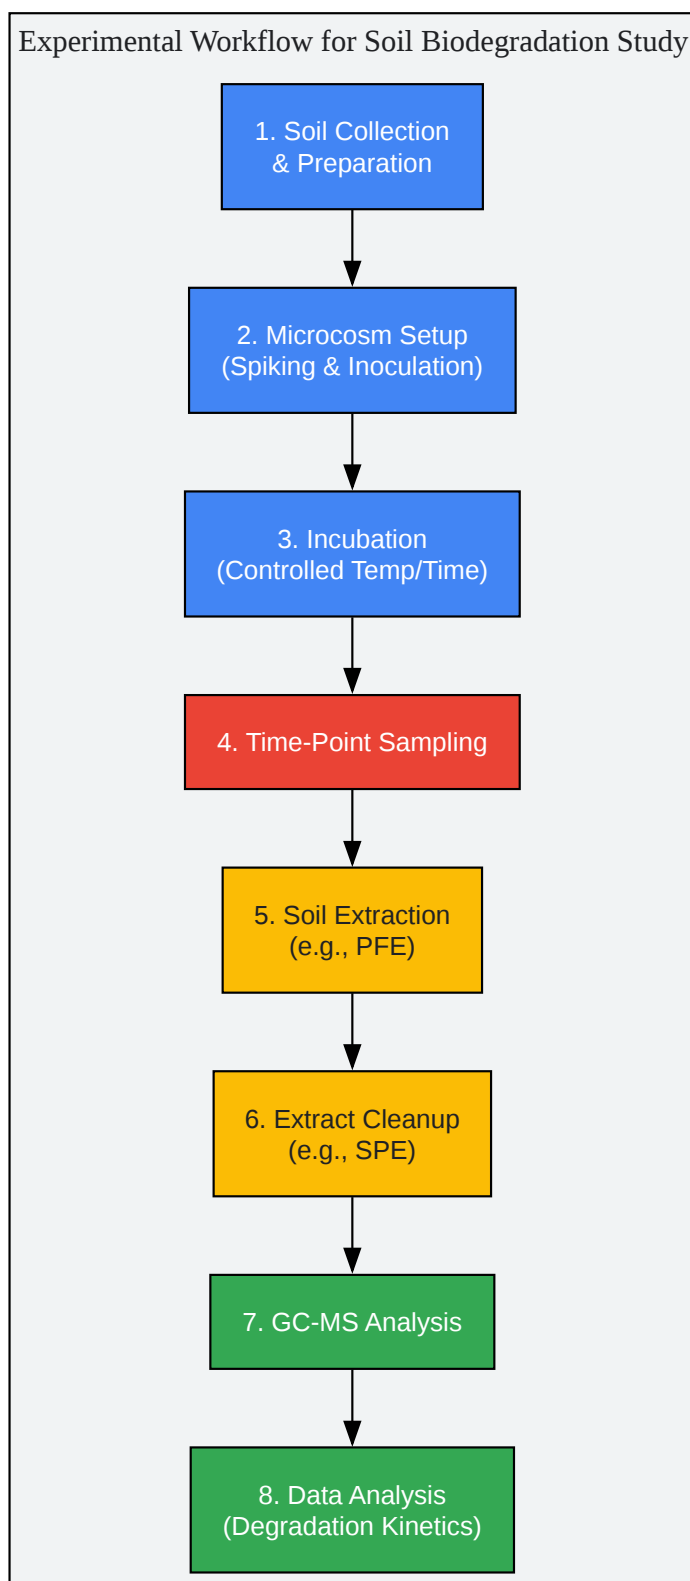 Experimental Workflow for Soil Biodegradation Study
1. Soil Collection
& Preparation
2. Microcosm Setup
(Spiking & Inoculation)
3. Incubation
(Controlled Temp/Time)
4. Time-Point Sampling
5. Soil Extraction
(e.g., PFE)
6. Extract Cleanup
(e.g., SPE)
7. GC-MS Analysis
8. Data Analysis
(Degradation Kinetics)